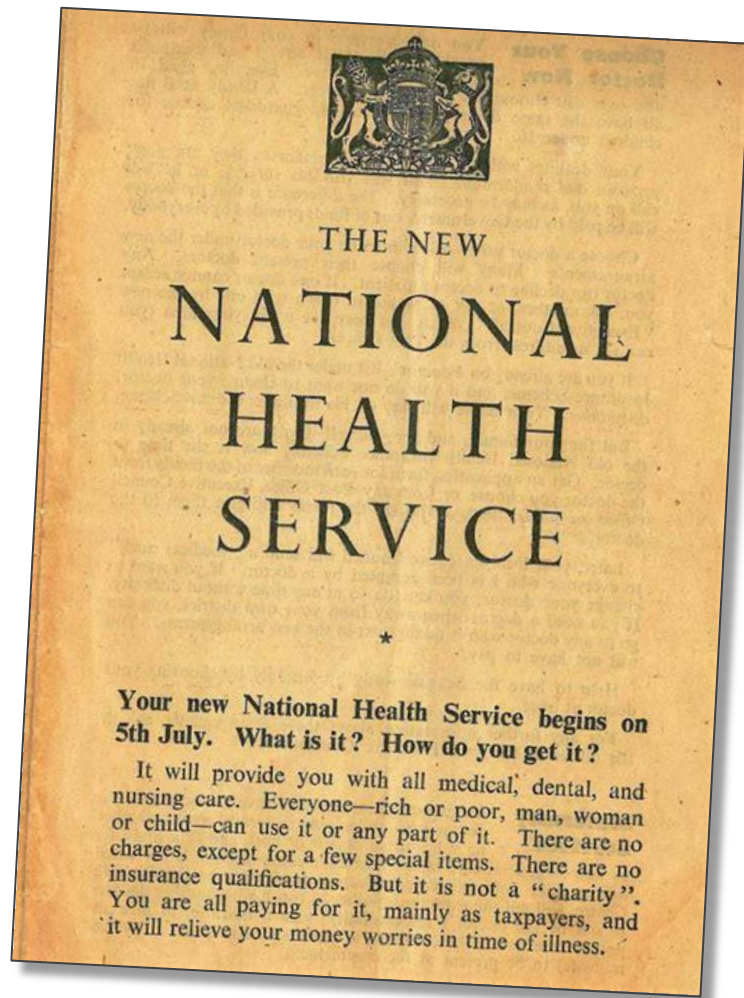 THE NEW
NATIONAL
HEALTH
SERVICE
*
Your new National Health Service begins on
5th July. What is it? How do you get it?
It will provide you with all medical, dental, and
nursing care. Everyone—rich or poor, man, woman
or child—can use it or any part of it. There are no
charges, except for a few special items. There are no
insurance qualifications. But it is not a "charity".
You are all paying for it, mainly as taxpayers, and
it will relieve your money worries in time of illness.